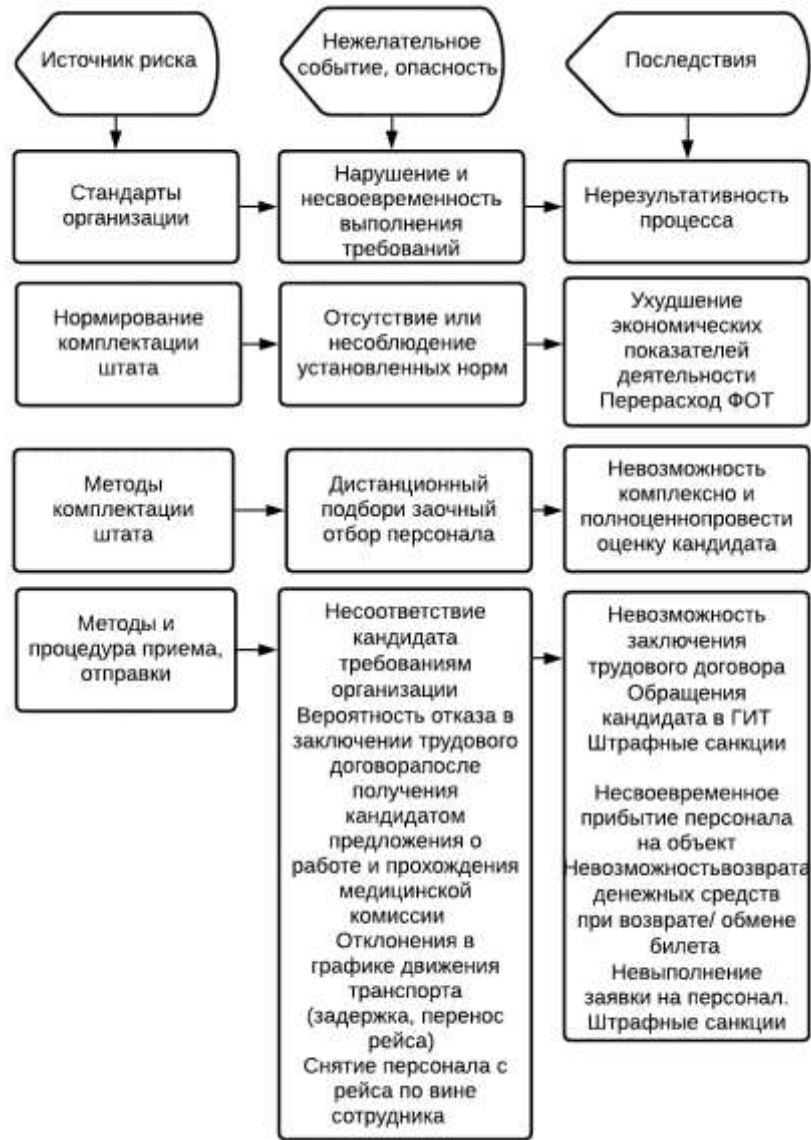 Источник риска
Нежелательное
событие, опасность
Последствия
Стандарты
организации
Нарушение и
несвоевременность
выполнения
требований
Нерезультативность
процесса
Нормирование
комплектации
штата
Отсутствие или
несоблюдение
установленных норм
Ухудшение
экономических
показателей
деятельности
Перерасход ФОТ
Методы
комплектации
штата
Дистанционный
подбори заочный
отбор персонала
Невозможность
комплексно и
полноценнопровести
оценку кандидата
Методы и
процедура приема,
отправки
Несоответствие
кандидата
требованиям
организации
Вероятность отказа в
заключении трудового
договорапосле
получения
кандидатом
предложения о
работе и прохождения
медицинской
комиссии
Отклонения в
графике движения
транспорта
(задержка, перенос
рейса)
Снятие персонала с
рейса по вине
сотрудника
Невозможность
заключения
трудового договора
Обращения
кандидата в ГИТ
Штрафные санкции
Несвоевременное
прибытие персонала
на объект
Невозможностьвозврата
денежных средств
при возврате/ обмене
билета
Невыполнение
заявки на персонал.
Штрафные санкции